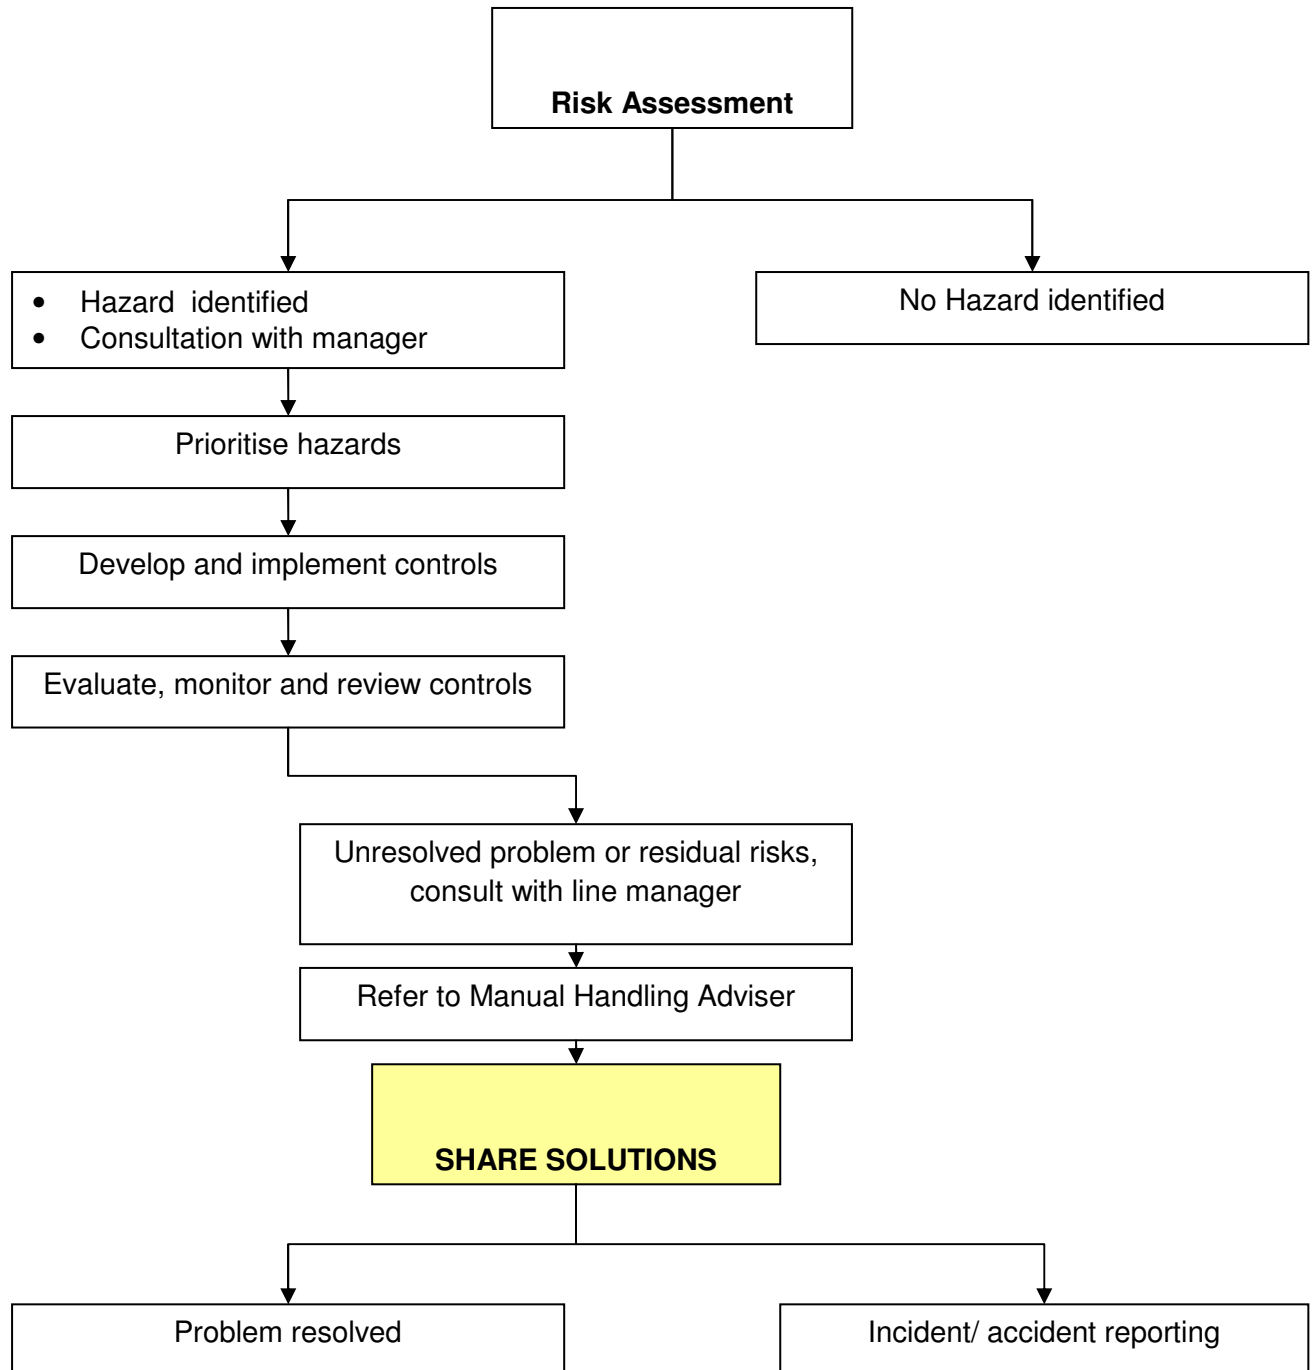 Risk Assessment
• Hazard identified
• Consultation with manager
No Hazard identified
Prioritise hazards
Develop and implement controls
Evaluate, monitor and review controls
Unresolved problem or residual risks,
consult with line manager
Refer to Manual Handling Adviser
SHARE SOLUTIONS
Problem resolved
Incident/ accident reporting